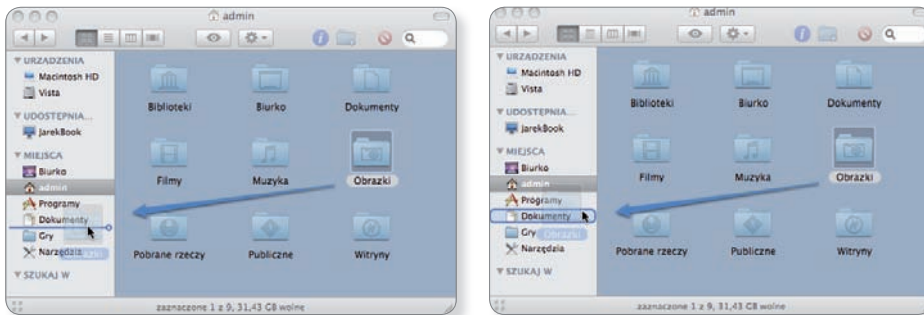 admin
URZĄDZENIA
Macintosh HD
Vista
UDOSTĘPNIA...
JarekBook
MIEJSCA
Biurko
admin
Programy
Dokumenty
Gry
Narzędzia
SZUKAJ W
Biblioteki
Biurko
Dokumenty
Filmy
Muzyka
Obrazki
Pobrane rzeczy
Publiczne
Witryny
Obrazki
zaznaczone 1 z 9, 31,43 GB wolne
admin
URZĄDZENIA
Macintosh HD
Vista
UDOSTĘPNIA...
JarekBook
MIEJSCA
Biurko
admin
Programy
Dokumenty
Gry
Obrazki
Narzędzia
SZUKAJ W
Biblioteki
Biurko
Dokumenty
Filmy
Muzyka
Obrazki
Pobrane rzeczy
Publiczne
Witryny
zaznaczone 1 z 9, 31,43 GB wolne